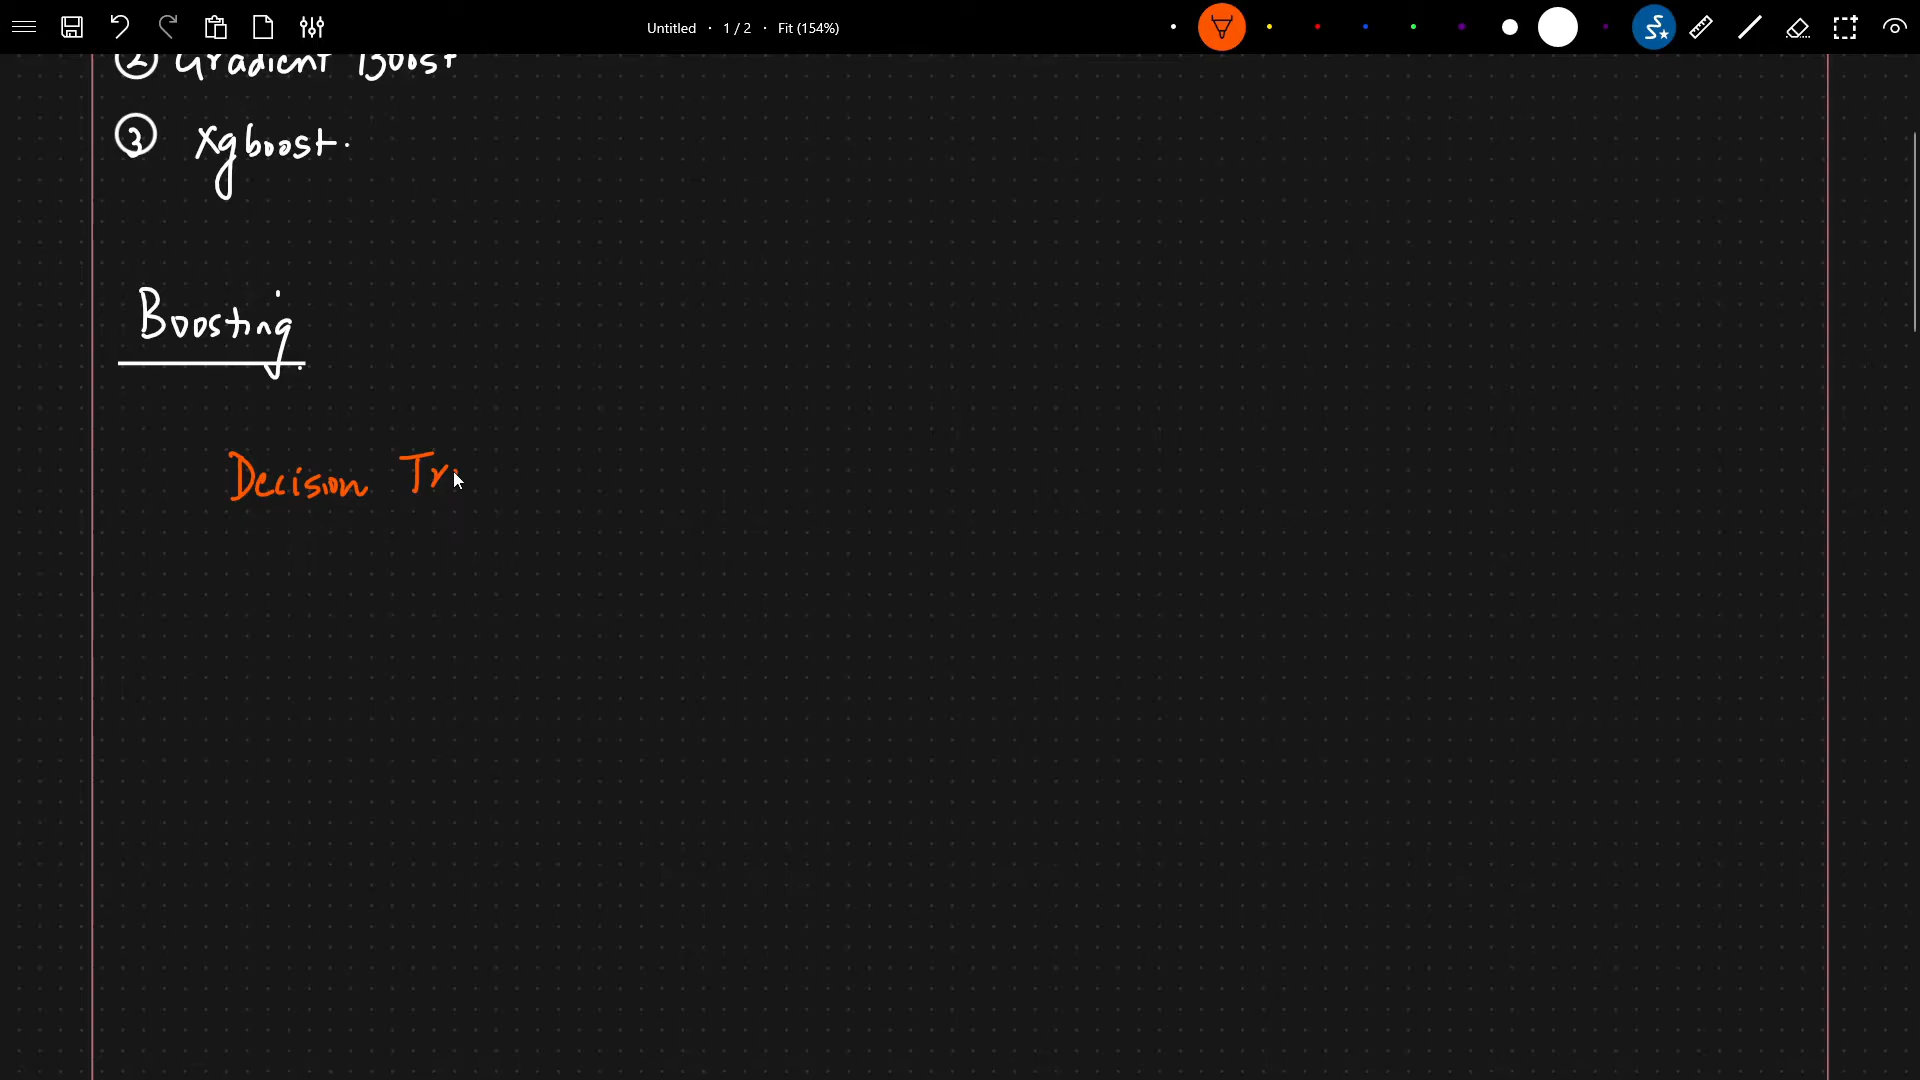 Untitled · 1 / 2 · Fit (154%)
② Gradient Boost
③ Xgboost.
Boosting
Decision Tr